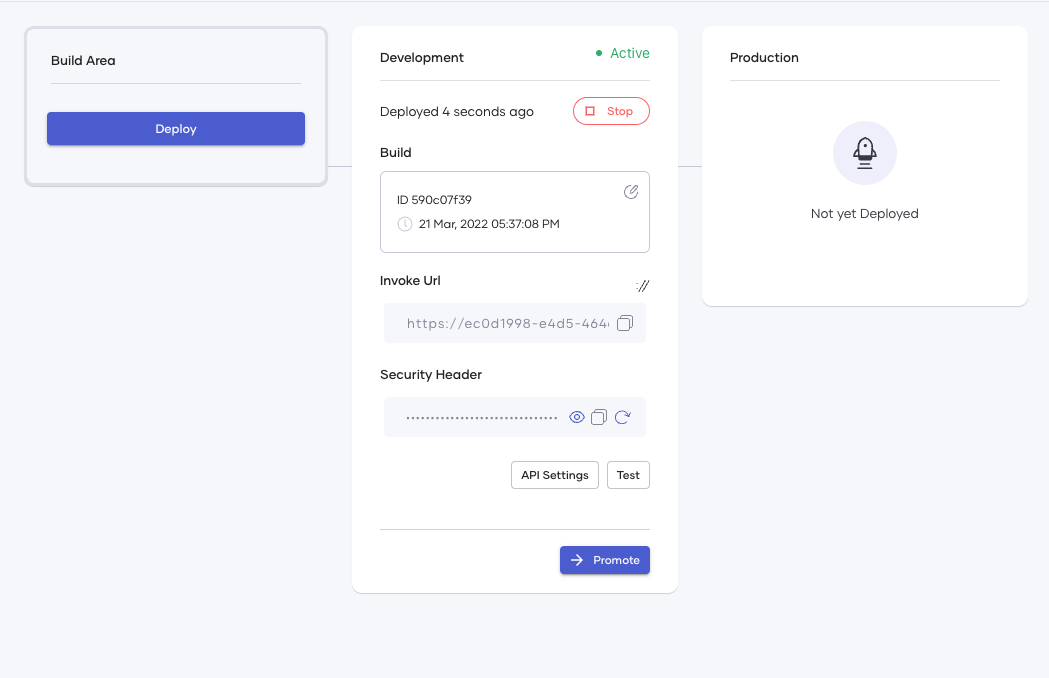 Build Area
Deploy
Development
Active
Deployed 4 seconds ago
Stop
Build
ID 590c07f39
21 Mar, 2022 05:37:08 PM
Invoke Url
://
https://ec0d1998-e4d5-464
Security Header
API Settings
Test
Promote
Production
Not yet Deployed